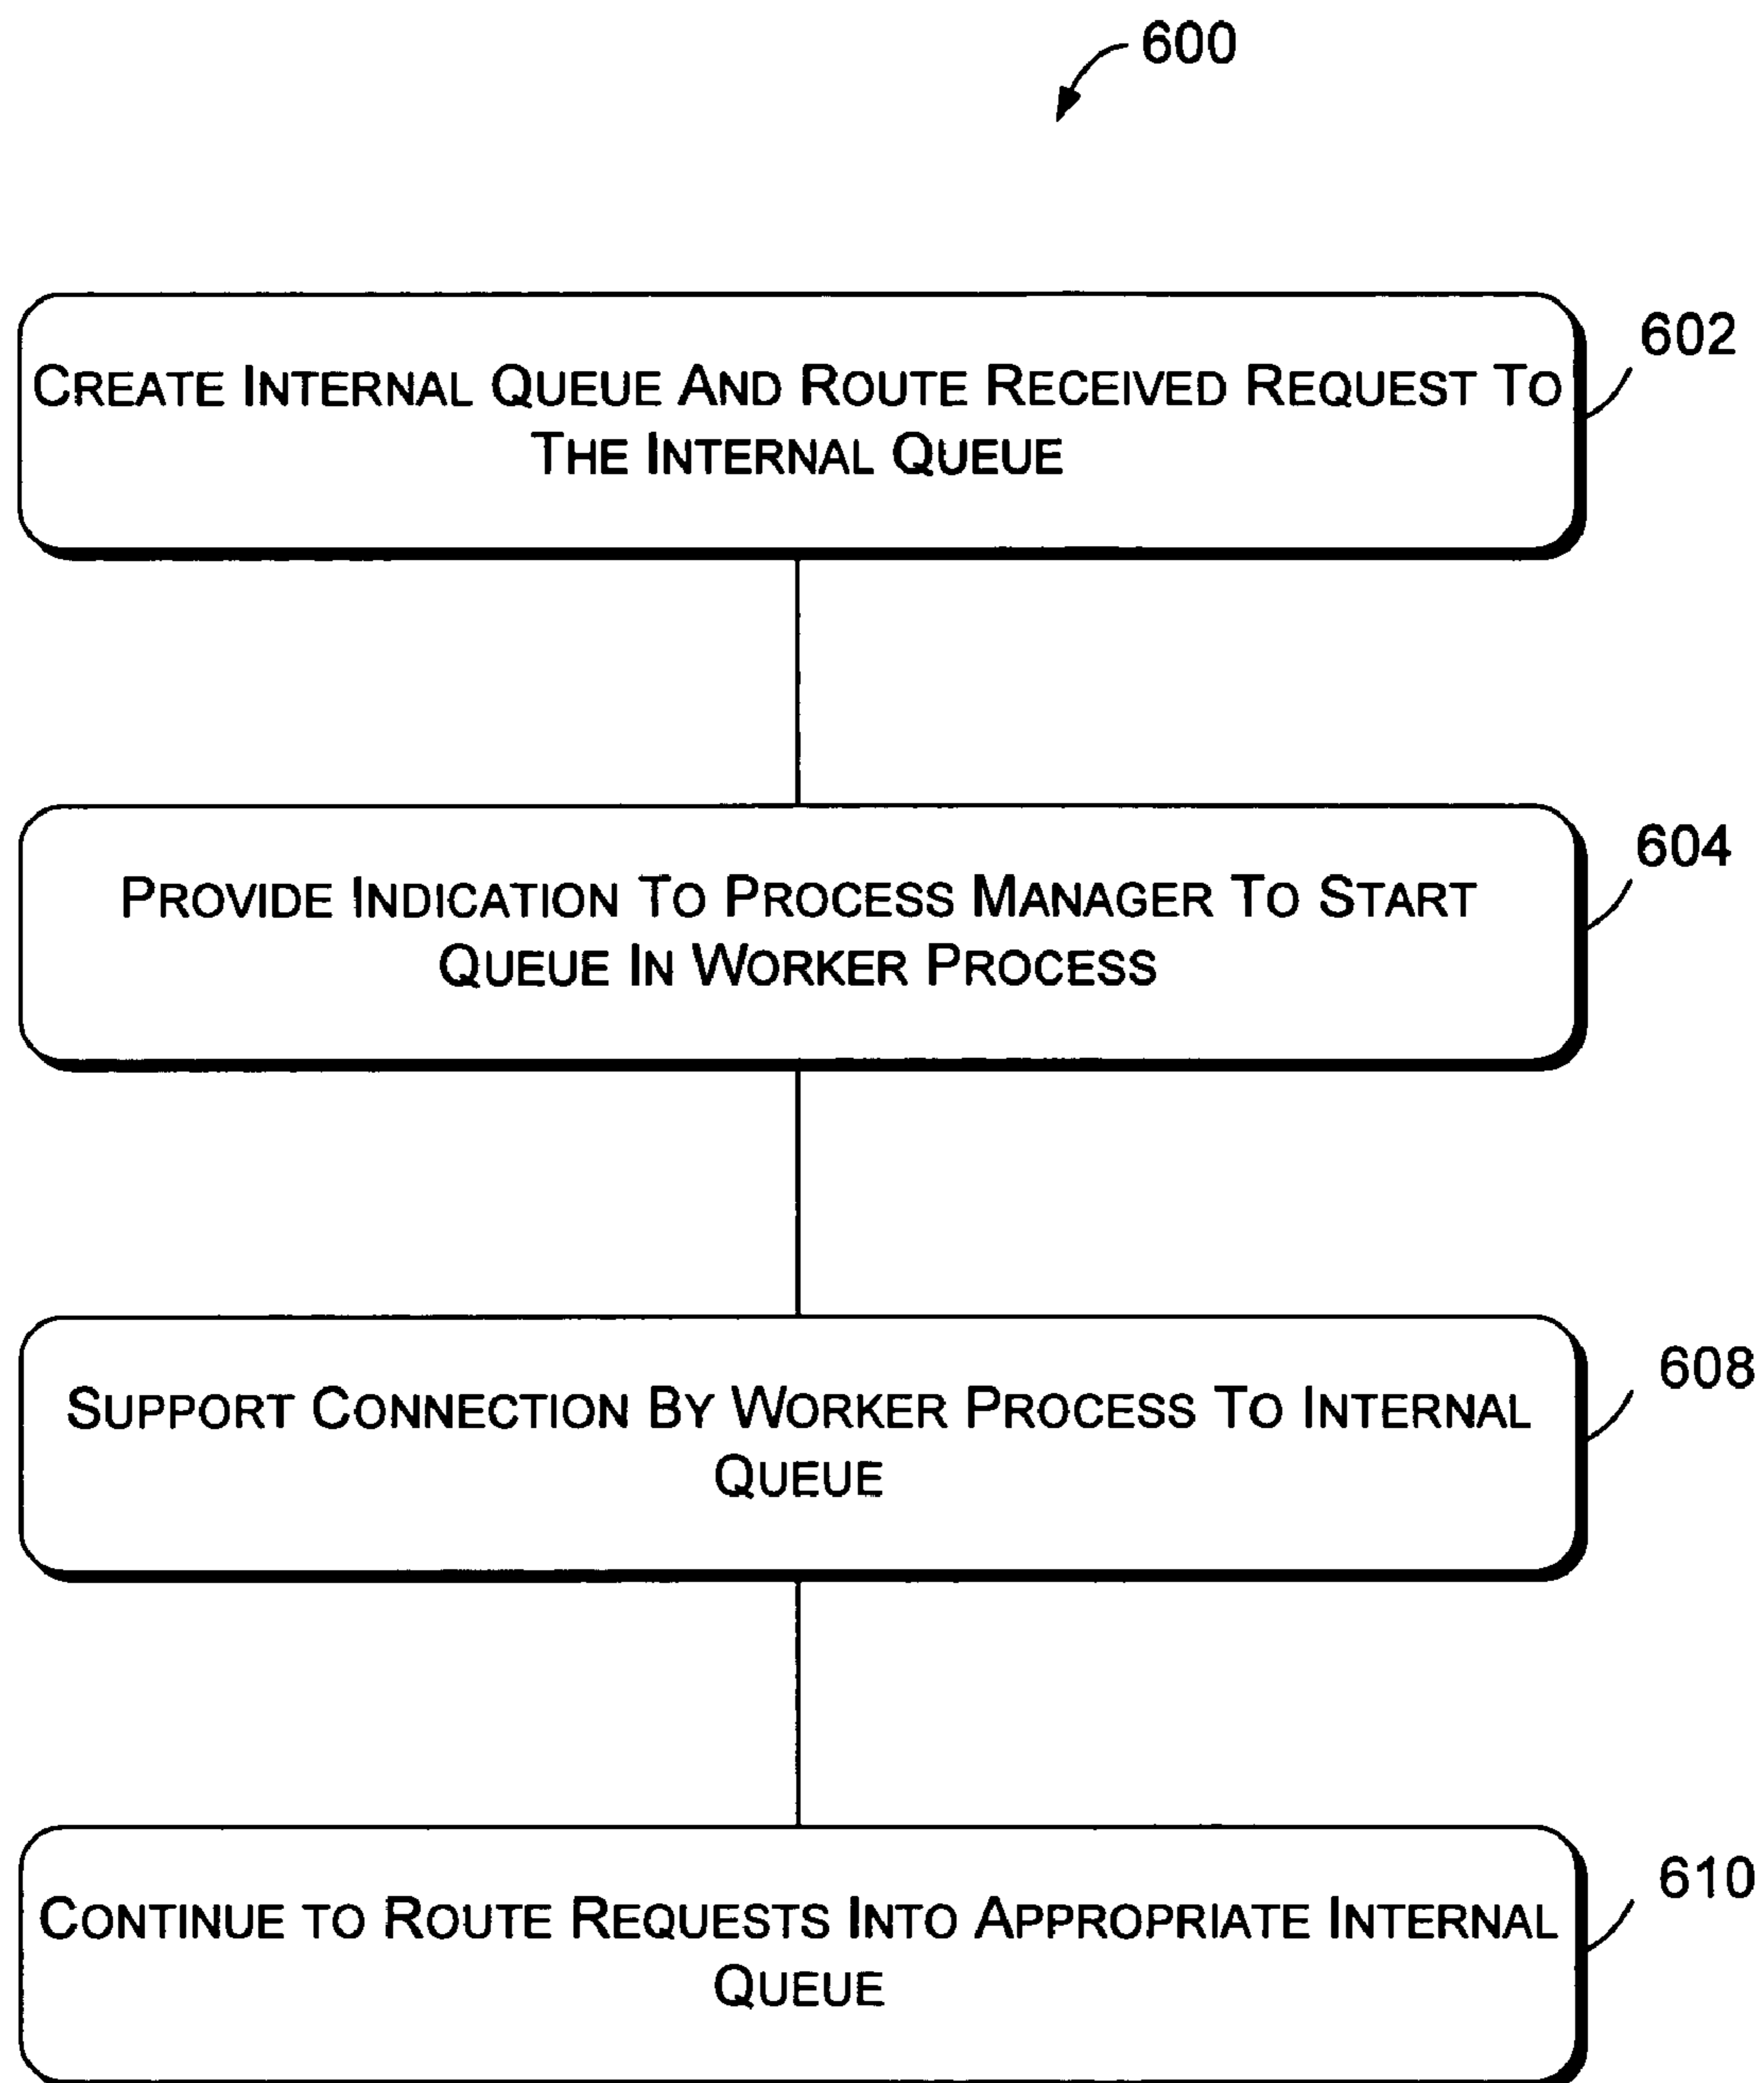 600
CREATE INTERNAL QUEUE AND ROUTE RECEIVED REQUEST TO
THE INTERNAL QUEUE
602
PROVIDE INDICATION TO PROCESS MANAGER TO START
QUEUE IN WORKER PROCESS
604
SUPPORT CONNECTION BY WORKER PROCESS TO INTERNAL
QUEUE
608
CONTINUE TO ROUTE REQUESTS INTO APPROPRIATE INTERNAL
QUEUE
610